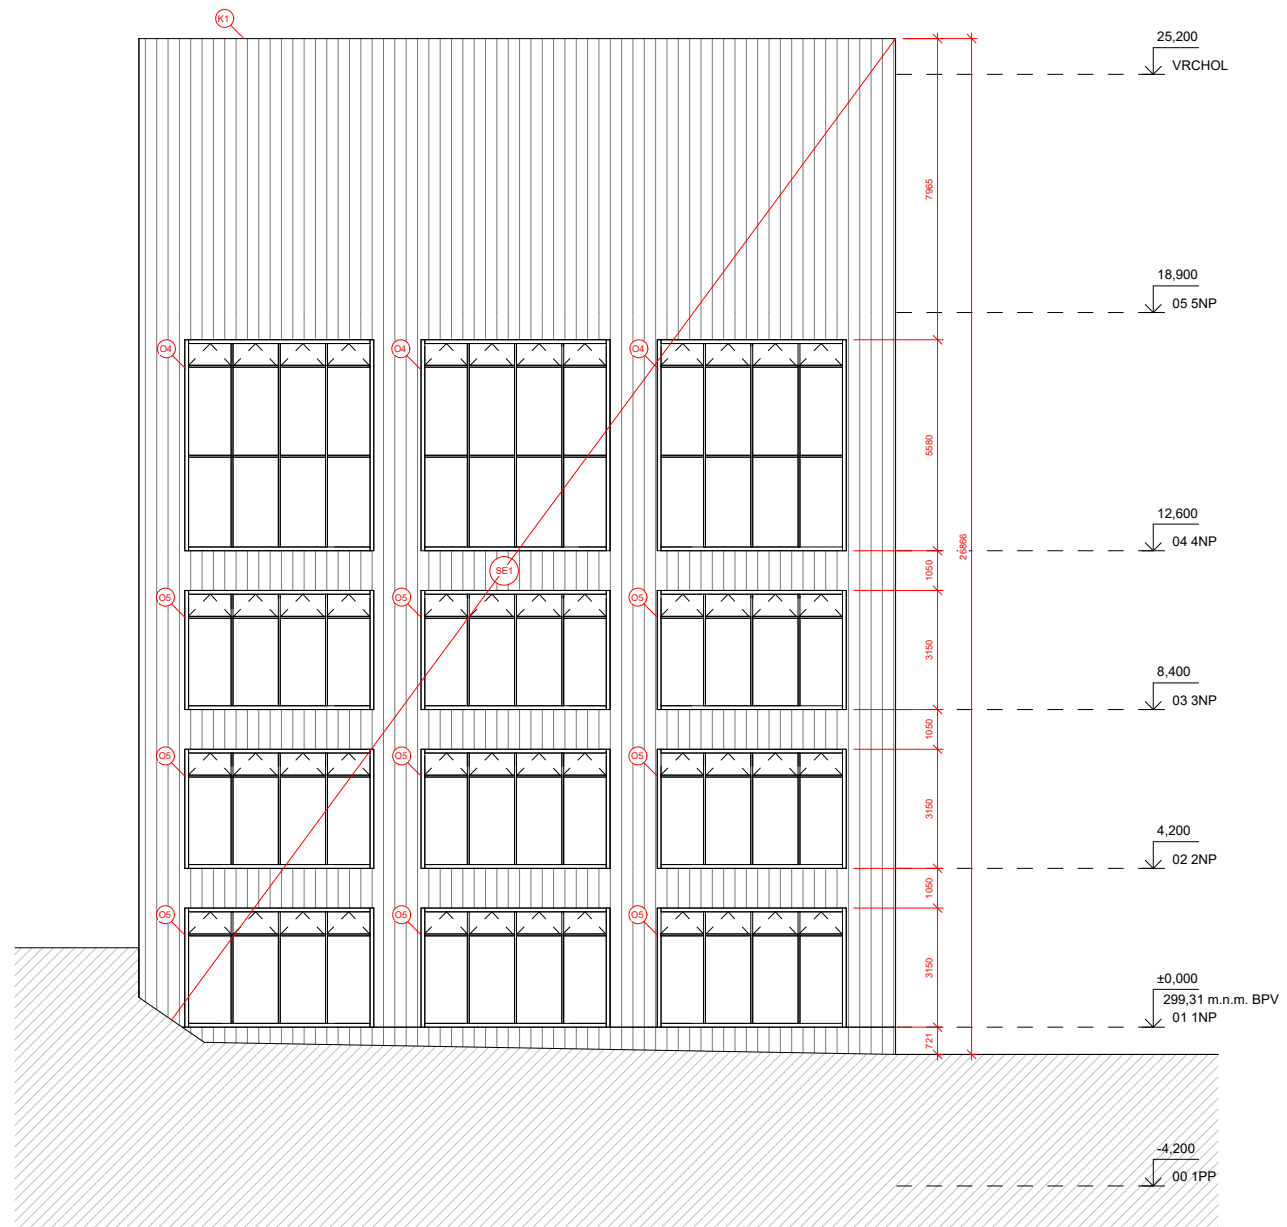 K1
25,200
VRCHOL
7965
18,900
05 5NP
O4 O4 O4
5580
12,600
04 4NP
26866
SE1
1050
O5 O5 O5
3150
8,400
03 3NP
1050
O5 O5 O5
3150
4,200
02 2NP
1050
O5 O5 O5
3150
±0,000
299,31 m.n.m. BPV
01 1NP
721
-4,200
00 1PP